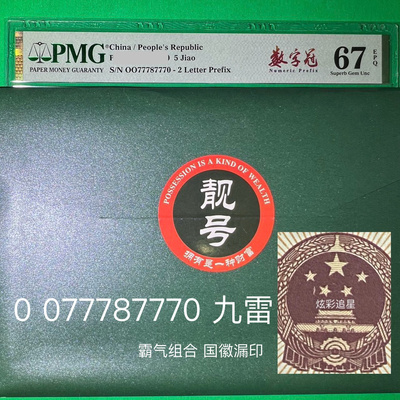 PMG
PAPER MONEY GUARANTY
China / People's Republic
5 Jiao
S/N OO77787770 - 2 Letter Prefix
数字冠
Numeric Prefix
67 EPQ
Superb Gem Unc
POSSESSION IS A KIND OF WEALTH
靓号
拥有是一种财富
炫彩追星
0 077787770 九雷
霸气组合 国徽漏印